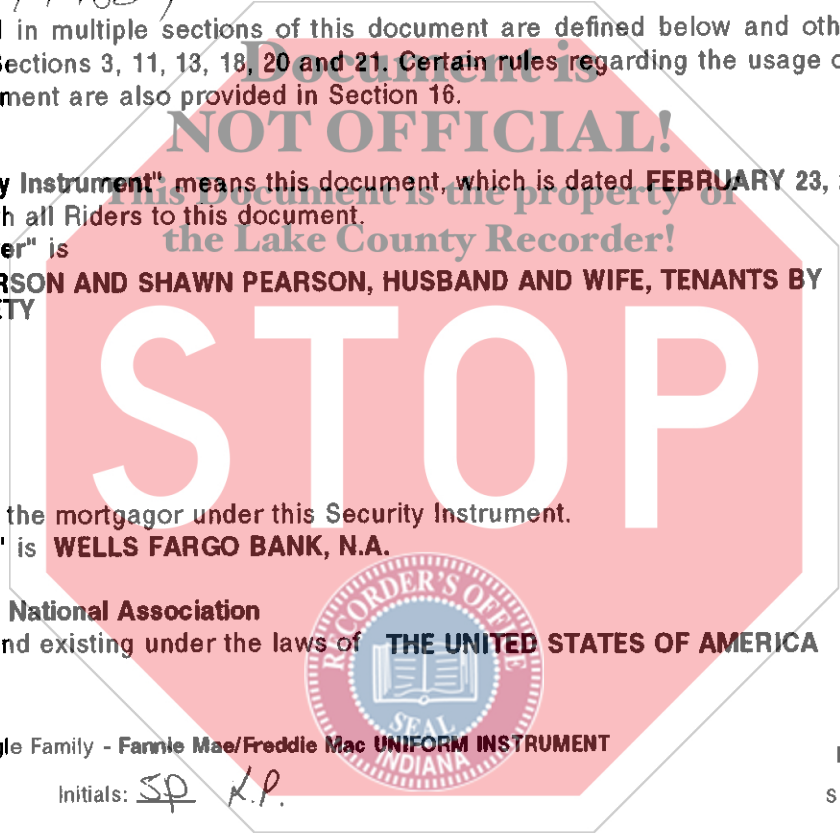 in multiple sections of this document are defined below and oth
Sections 3, 11, 13, 18, 20 and 21. Certain rules regarding the usage o
ment are also provided in Section 16.
Document is
NOT OFFICIAL!
This Document is the property of
the Lake County Recorder!
y Instrument" means this document, which is dated FEBRUARY 23,
h all Riders to this document.
er" is
RSON AND SHAWN PEARSON, HUSBAND AND WIFE, TENANTS BY
ETY
STOP
the mortgagor under this Security Instrument.
" is WELLS FARGO BANK, N.A.
National Association
nd existing under the laws of THE UNITED STATES OF AMERICA
RECORDER'S OFFICE
SEAL
INDIANA
gle Family - Fannie Mae/Freddie Mac UNIFORM INSTRUMENT
Initials: SP K.P.